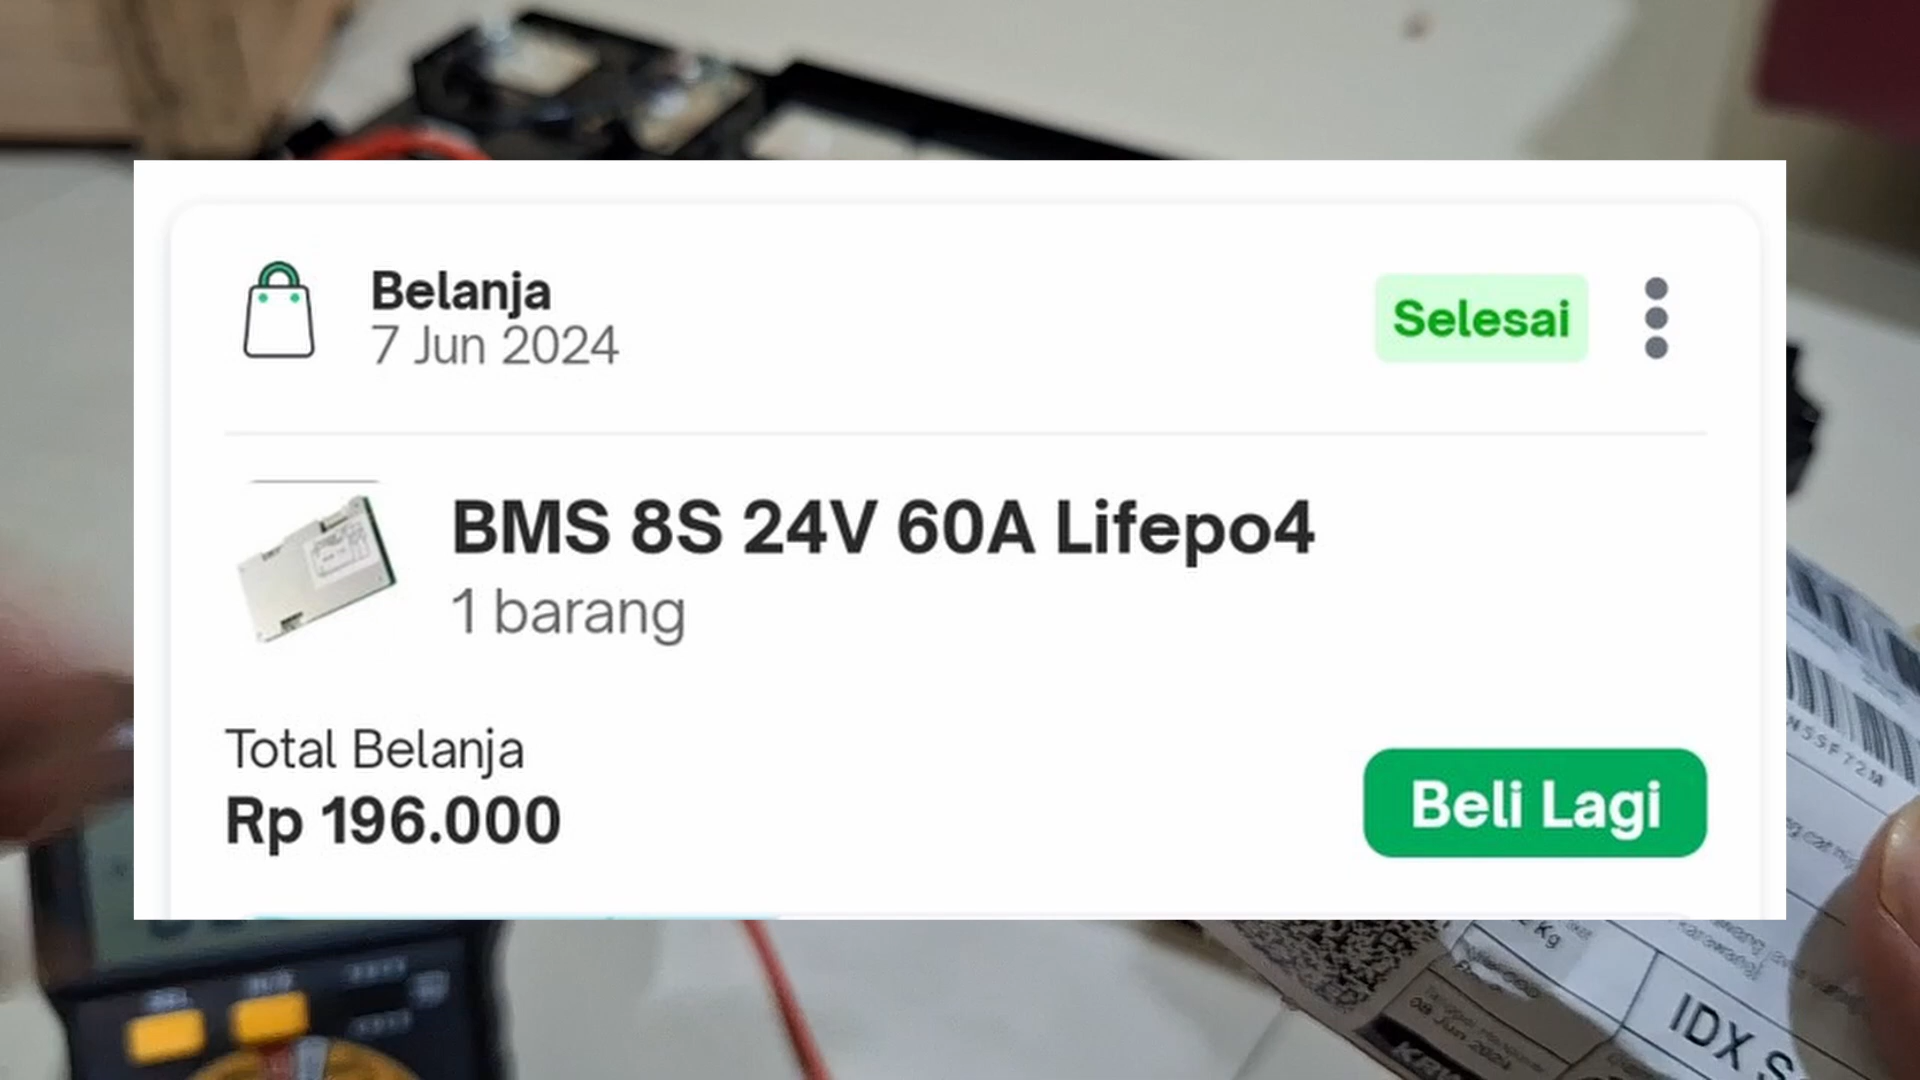 Belanja
7 Jun 2024
Selesai
BMS 8S 24V 60A Lifepo4
1 barang
Total Belanja
Rp 196.000
Beli Lagi
Kg
IDX S